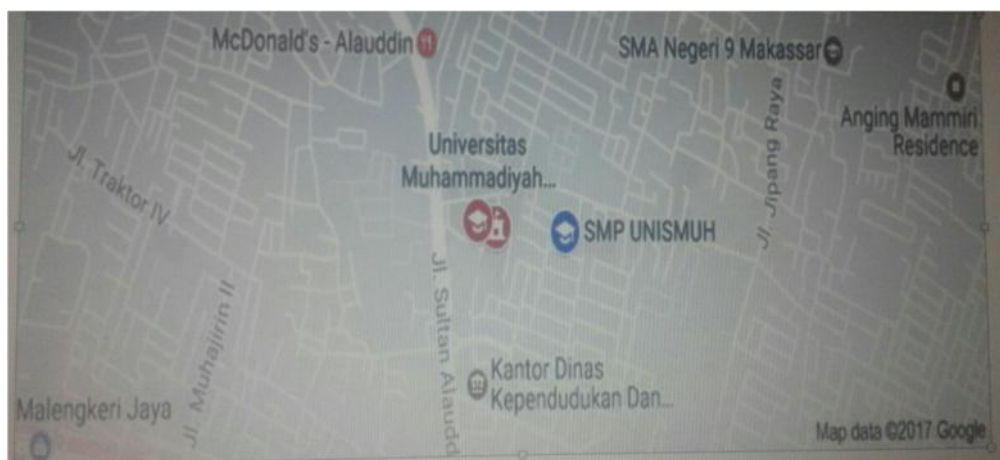 McDonald's - Alauddin
SMA Negeri 9 Makassar
Anging Mammiri
Residence
Universitas
Muhammadiyah...
Jl. Traktor IV
SMP UNISMUH
Jl. Jipang Raya
Jl. Muhajirin II
Jl. Sultan Alaudd
Kantor Dinas
Kependudukan Dan...
Malengkeri Jaya
Map data ©2017 Google